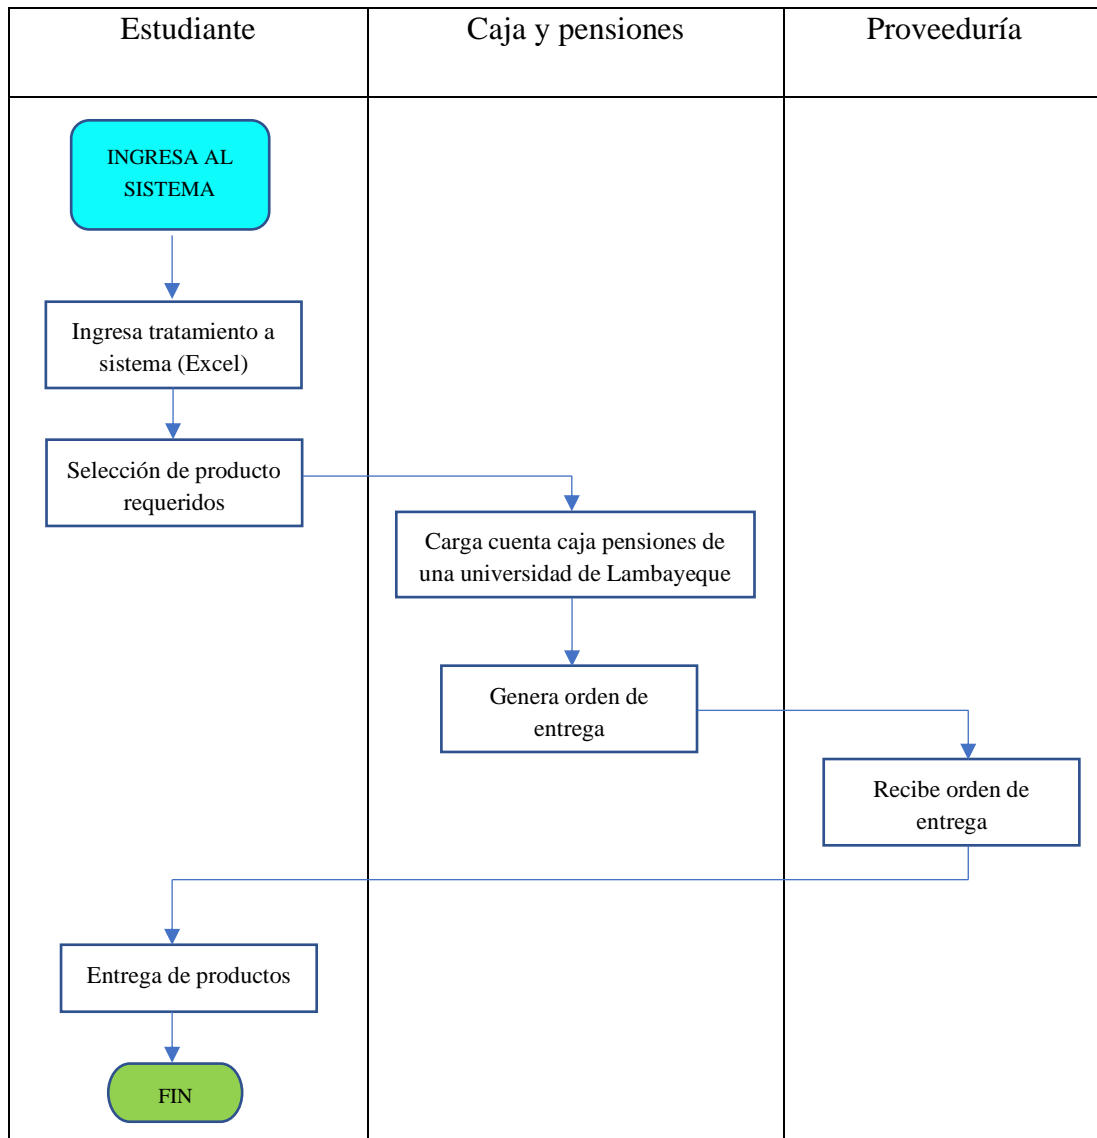 Estudiante
Caja y pensiones
Proveeduría
INGRESA AL
SISTEMA
Ingresa tratamiento a
sistema (Excel)
Selección de producto
requeridos
Carga cuenta caja pensiones de
una universidad de Lambayeque
Genera orden de
entrega
Recibe orden de
entrega
Entrega de productos
FIN